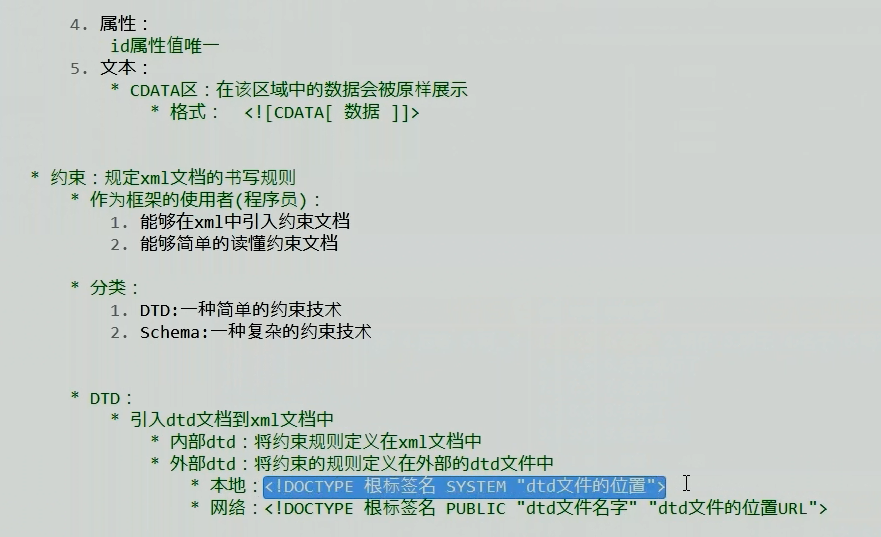 4. 属性：
id属性值唯一
5. 文本：
* CDATA区：在该区域中的数据会被原样展示
* 格式： <![CDATA[ 数据 ]]>
* 约束：规定xml文档的书写规则
* 作为框架的使用者(程序员)：
1. 能够在xml中引入约束文档
2. 能够简单的读懂约束文档
* 分类：
1. DTD:一种简单的约束技术
2. Schema:一种复杂的约束技术
* DTD：
* 引入dtd文档到xml文档中
* 内部dtd：将约束规则定义在xml文档中
* 外部dtd：将约束的规则定义在外部的dtd文件中
* 本地：<!DOCTYPE 根标签名 SYSTEM "dtd文件的位置">
* 网络：<!DOCTYPE 根标签名 PUBLIC "dtd文件名字" "dtd文件的位置URL">